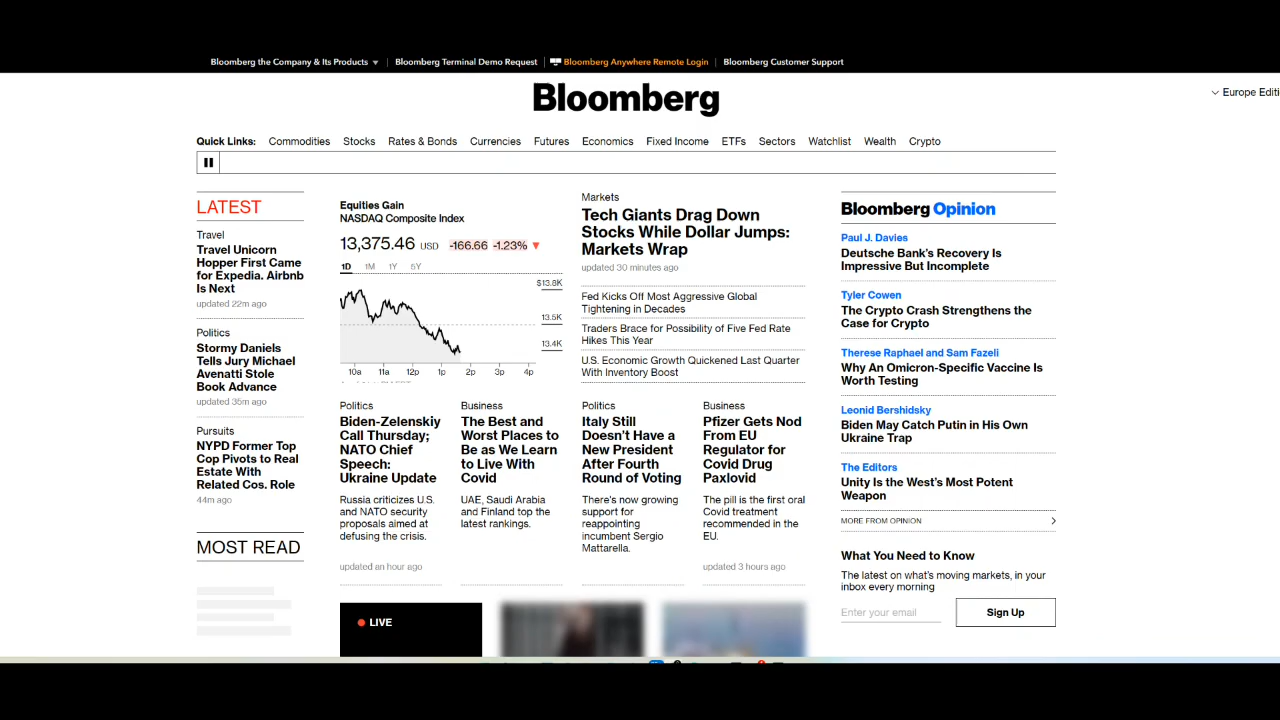 Bloomberg the Company & Its Products
Bloomberg Terminal Demo Request
Bloomberg Anywhere Remote Login
Bloomberg Customer Support
Bloomberg
Europe Editi
Quick Links:
Commodities
Stocks
Rates & Bonds
Currencies
Futures
Economics
Fixed Income
ETFs
Sectors
Watchlist
Wealth
Crypto
LATEST
Travel
Travel Unicorn
Hopper First Came
for Expedia. Airbnb
Is Next
updated 22m ago
Politics
Stormy Daniels
Tells Jury Michael
Avenatti Stole
Book Advance
updated 35m ago
Pursuits
NYPD Former Top
Cop Pivots to Real
Estate With
Related Cos. Role
44m ago
MOST READ
Equities Gain
NASDAQ Composite Index
13,375.46 USD -166.66 -1.23%
1D 1M 1Y 5Y
$13.8K
13.5K
13.4K
10a 11a 12p 1p 2p 3p 4p
Markets
Tech Giants Drag Down
Stocks While Dollar Jumps:
Markets Wrap
updated 30 minutes ago
Fed Kicks Off Most Aggressive Global
Tightening in Decades
Traders Brace for Possibility of Five Fed Rate
Hikes This Year
U.S. Economic Growth Quickened Last Quarter
With Inventory Boost
Politics
Biden-Zelenskiy
Call Thursday;
NATO Chief
Speech:
Ukraine Update
Russia criticizes U.S.
and NATO security
proposals aimed at
defusing the crisis.
updated an hour ago
Business
The Best and
Worst Places to
Be as We Learn
to Live With
Covid
UAE, Saudi Arabia
and Finland top the
latest rankings.
Politics
Italy Still
Doesn't Have a
New President
After Fourth
Round of Voting
There's now growing
support for
reappointing
incumbent Sergio
Mattarella.
Business
Pfizer Gets Nod
From EU
Regulator for
Covid Drug
Paxlovid
The pill is the first oral
Covid treatment
recommended in the
EU.
updated 3 hours ago
LIVE
Bloomberg Opinion
Paul J. Davies
Deutsche Bank's Recovery Is
Impressive But Incomplete
Tyler Cowen
The Crypto Crash Strengthens the
Case for Crypto
Therese Raphael and Sam Fazeli
Why An Omicron-Specific Vaccine Is
Worth Testing
Leonid Bershidsky
Biden May Catch Putin in His Own
Ukraine Trap
The Editors
Unity Is the West's Most Potent
Weapon
MORE FROM OPINION
What You Need to Know
The latest on what's moving markets, in your
inbox every morning
Enter your email
Sign Up